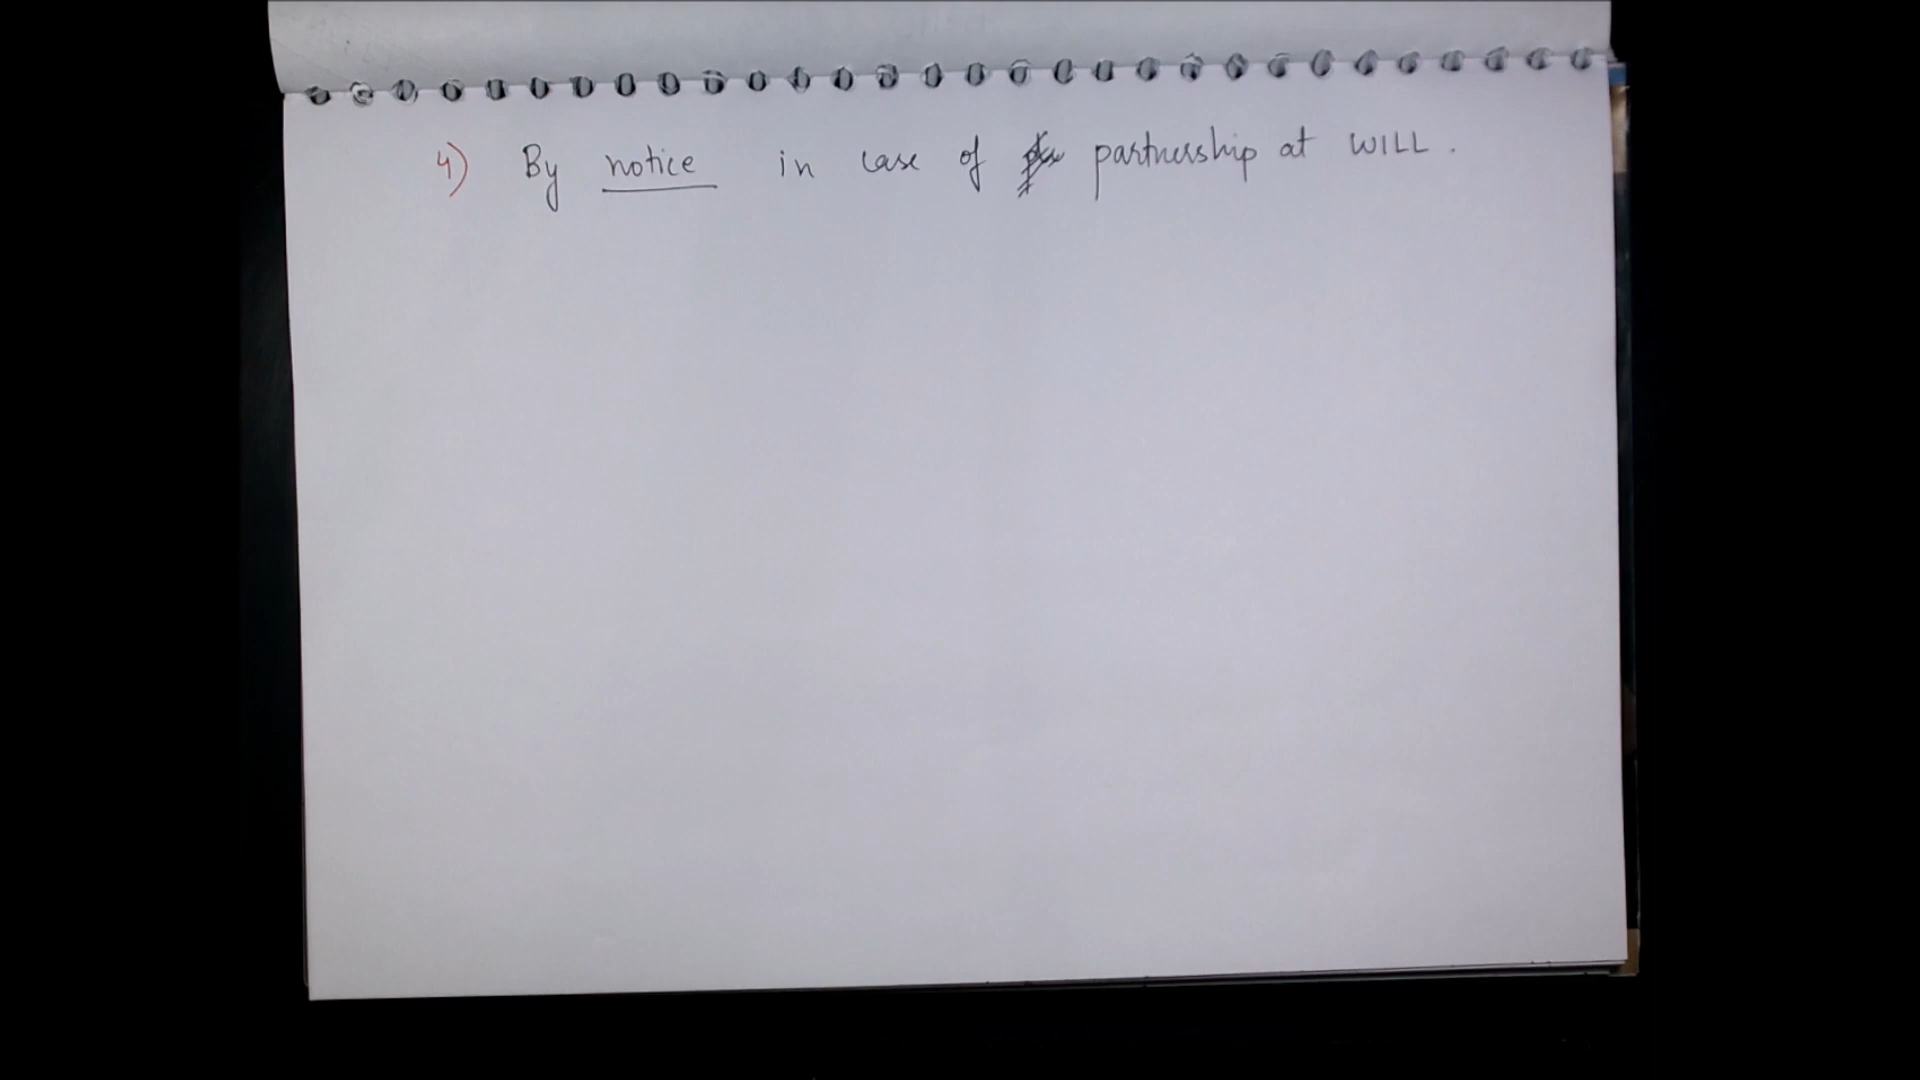 4) By notice in case of partnership at WILL.